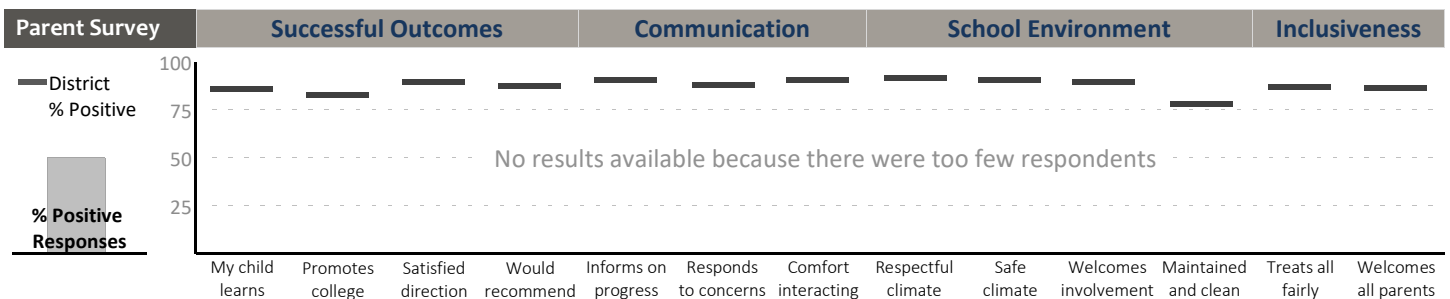 Parent Survey
Successful Outcomes
Communication
School Environment
Inclusiveness
District
% Positive
% Positive
Responses
100
75
50
25
No results available because there were too few respondents
My child
learns
Promotes
college
Satisfied
direction
Would
recommend
Informs on
progress
Responds
to concerns
Comfort
interacting
Respectful
climate
Safe
climate
Welcomes
involvement
Maintained
and clean
Treats all
fairly
Welcomes
all parents